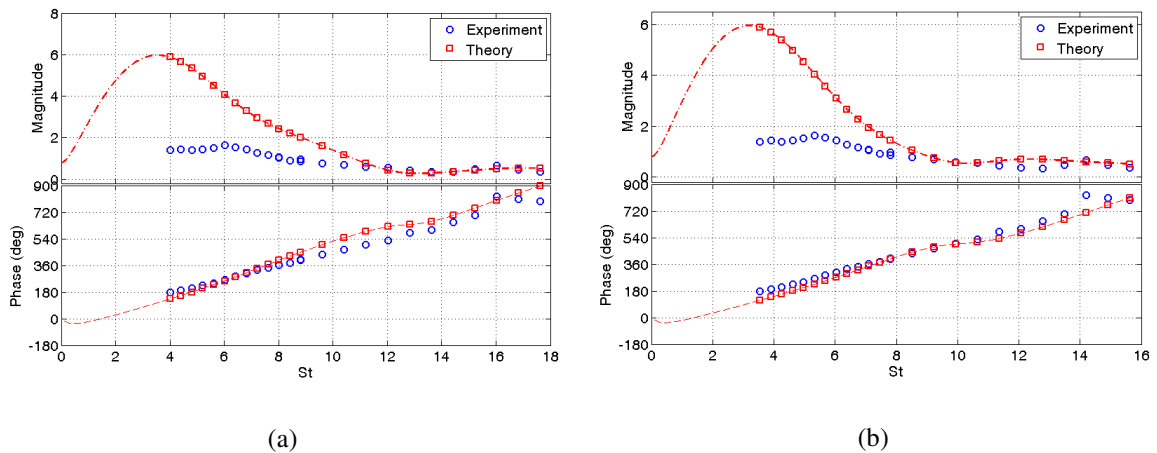 8
6
4
2
0
Magnitude
Experiment
Theory
900
720
540
360
180
0
-180
Phase (deg)
0 2 4 6 8 10 12 14 16 18
St
(a)
6
4
2
0
Magnitude
Experiment
Theory
900
720
540
360
180
0
-180
Phase (deg)
0 2 4 6 8 10 12 14 16
St
(b)